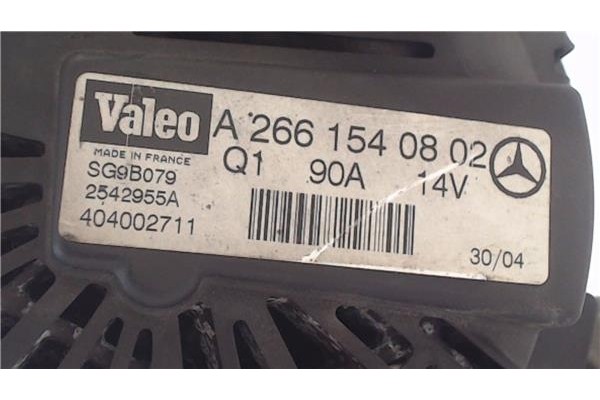 Valeo A 266 154 08 02
MADE IN FRANCE Q1 90A 14V
SG9B079
2542955A
404002711
30/04